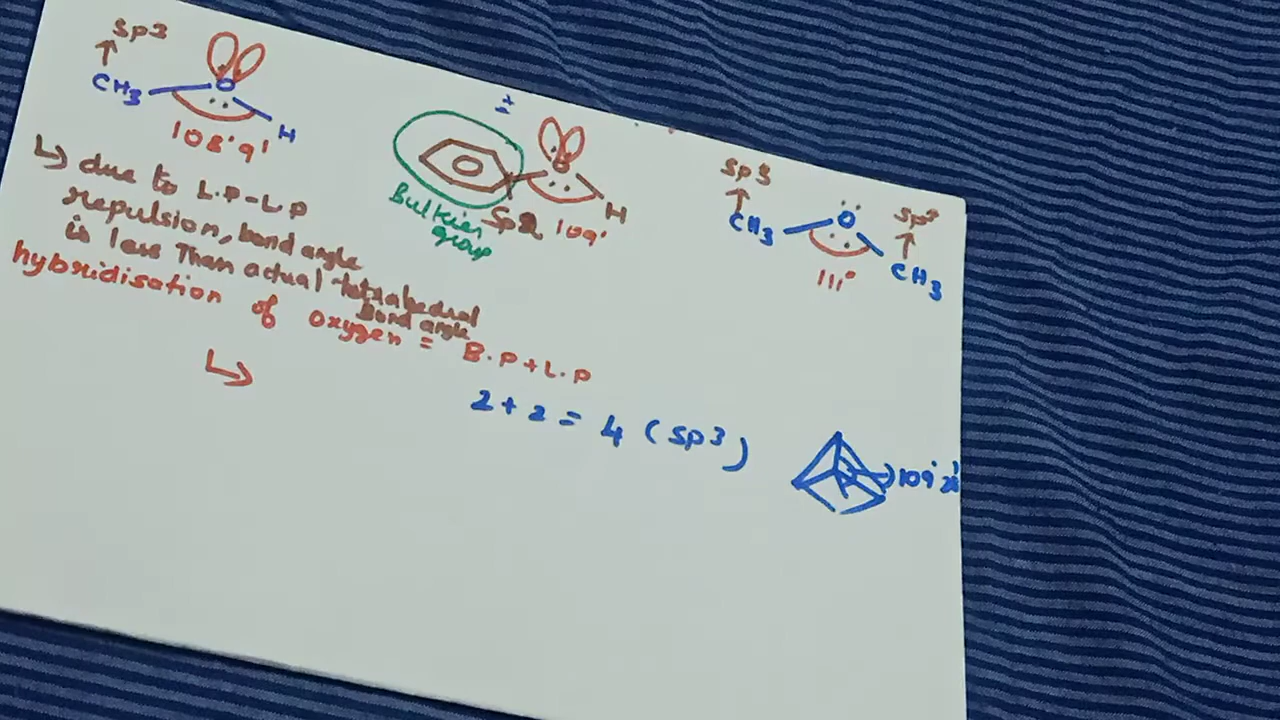 Sp3
CH3 O H
108°9'
↳ due to L.P-L.P
repulsion, bond angle
is less Than actual tetrahedral
Bond angle
O H
Bulkier
group
Sp2 109°
Sp3
CH3 O
Sp3
CH3
111°
hybridisation of oxygen = B.P + L.P
↳
2 + 2 = 4 (Sp3)
109°28'